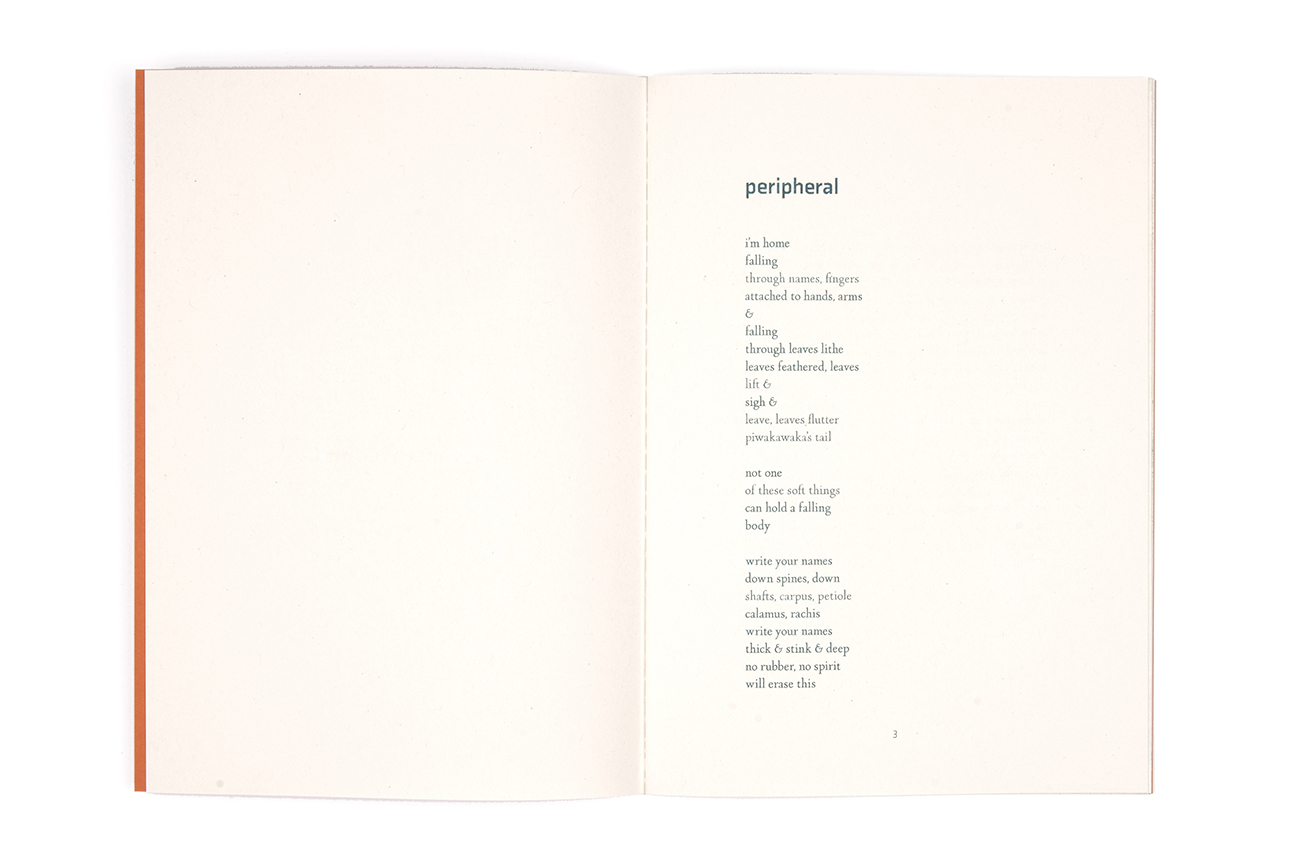 peripheral
i'm home
falling
through names, fingers
attached to hands, arms
&
falling
through leaves lithe
leaves feathered, leaves
lift &
sigh &
leave, leaves flutter
piwakawaka's tail
not one
of these soft things
can hold a falling
body
write your names
down spines, down
shafts, carpus, petiole
calamus, rachis
write your names
thick & stink & deep
no rubber, no spirit
will erase this
3